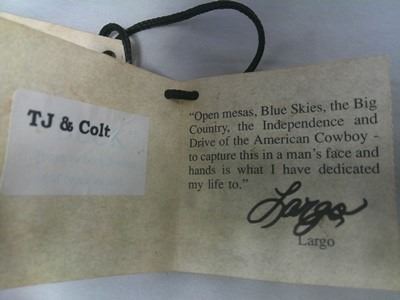 TJ & Colt
“Open mesas, Blue Skies, the Big
Country, the Independence and
Drive of the American Cowboy -
to capture this in a man's face and
hands is what I have dedicated
my life to.”
Largo
Largo